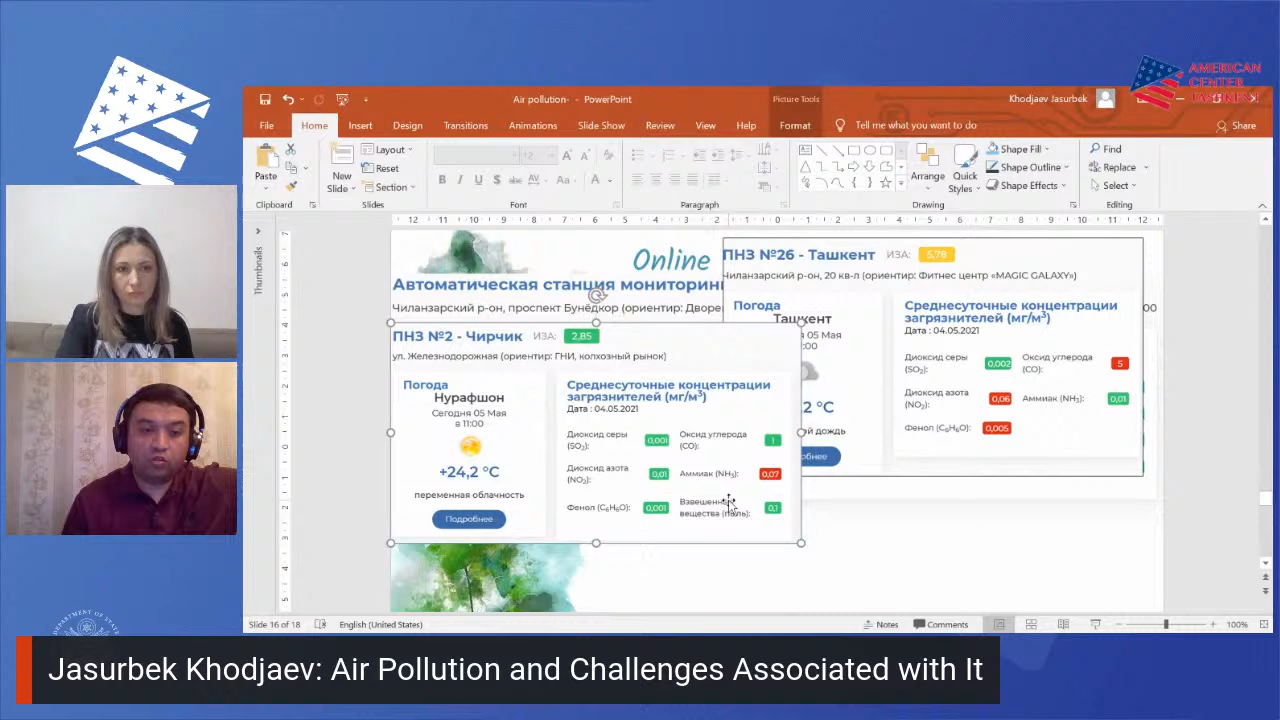 AMERICAN
CENTER
TASHKENT
Air pollution- - PowerPoint
Picture Tools
Khodjaev Jasurbek
File Home Insert Design Transitions Animations Slide Show Review View Help Format Tell me what you want to do Share
Paste
New
Slide
Layout
Reset
Section
Arrange
Quick
Styles
Shape Fill
Shape Outline
Shape Effects
Find
Replace
Select
Clipboard Slides Font Paragraph Drawing Editing
Thumbnails
Online
Автоматическая станция мониторин
Чиланзарский р-он, проспект Бунёдкор (ориентир: Дворе
ПНЗ №26 - Ташкент ИЗА: 5,78
Чиланзарский р-он, 20 кв-л (ориентир: Фитнес центр «MAGIC GALAXY»)
Погода
Ташкент
05 Мая
:00
2 °C
й дождь
бнее
Среднесуточные концентрации
загрязнителей (мг/м³)
Дата : 04.05.2021
Диоксид серы
(SO₂): 0,002
Оксид углерода
(CO): 5
Диоксид азота
(NO₂): 0,06
Аммиак (NH₃): 0,01
Фенол (C₆H₆O): 0,005
00
ПНЗ №2 - Чирчик ИЗА: 2,85
ул. Железнодорожная (ориентир: ГНИ, колхозный рынок)
Погода
Нурафшон
Сегодня 05 Мая
в 11:00
+24,2 °C
переменная облачность
Подробнее
Среднесуточные концентрации
загрязнителей (мг/м³)
Дата : 04.05.2021
Диоксид серы
(SO₂): 0,001
Оксид углерода
(CO): 1
Диоксид азота
(NO₂): 0,01
Аммиак (NH₃): 0,07
Фенол (C₆H₆O): 0,001
Взвешенные
вещества (пыль): 0,1
Slide 16 of 18 English (United States) Notes Comments 100%
Jasurbek Khodjaev: Air Pollution and Challenges Associated with It